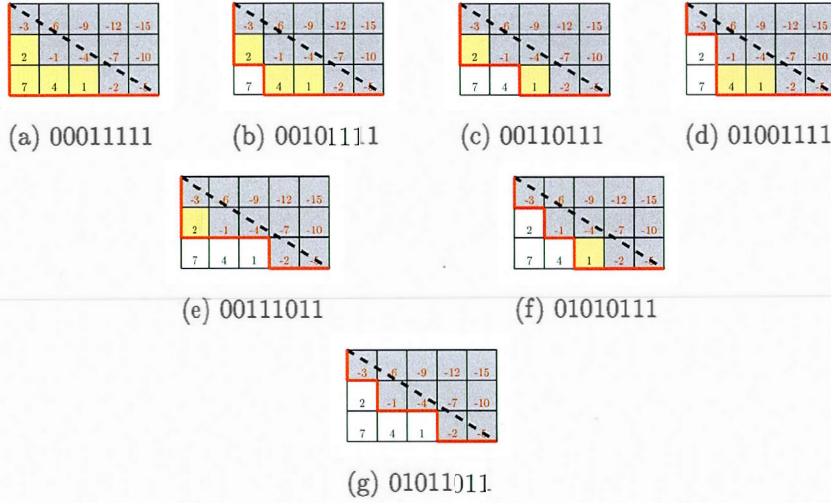 -3 -6 -9 -12 -15 -3 -6 -9 -12 -15 -3 -6 -9 -12 -15 -3 -6 -9 -12 -15
2 -1 -4 -7 -10 2 -1 -4 -7 -10 2 -1 -4 -7 -10 2 -1 -4 -7 -10
7 4 1 -2 -5 7 4 1 -2 -5 7 4 1 -2 -5 7 4 1 -2 -5
(a) 00011111 (b) 00101111 (c) 00110111 (d) 01001111
-3 -6 -9 -12 -15 -3 -6 -9 -12 -15
2 -1 -4 -7 -10 2 -1 -4 -7 -10
7 4 1 -2 -5 7 4 1 -2 -5
(e) 00111011 (f) 01010111
-3 -6 -9 -12 -15
2 -1 -4 -7 -10
7 4 1 -2 -5
(g) 01011011